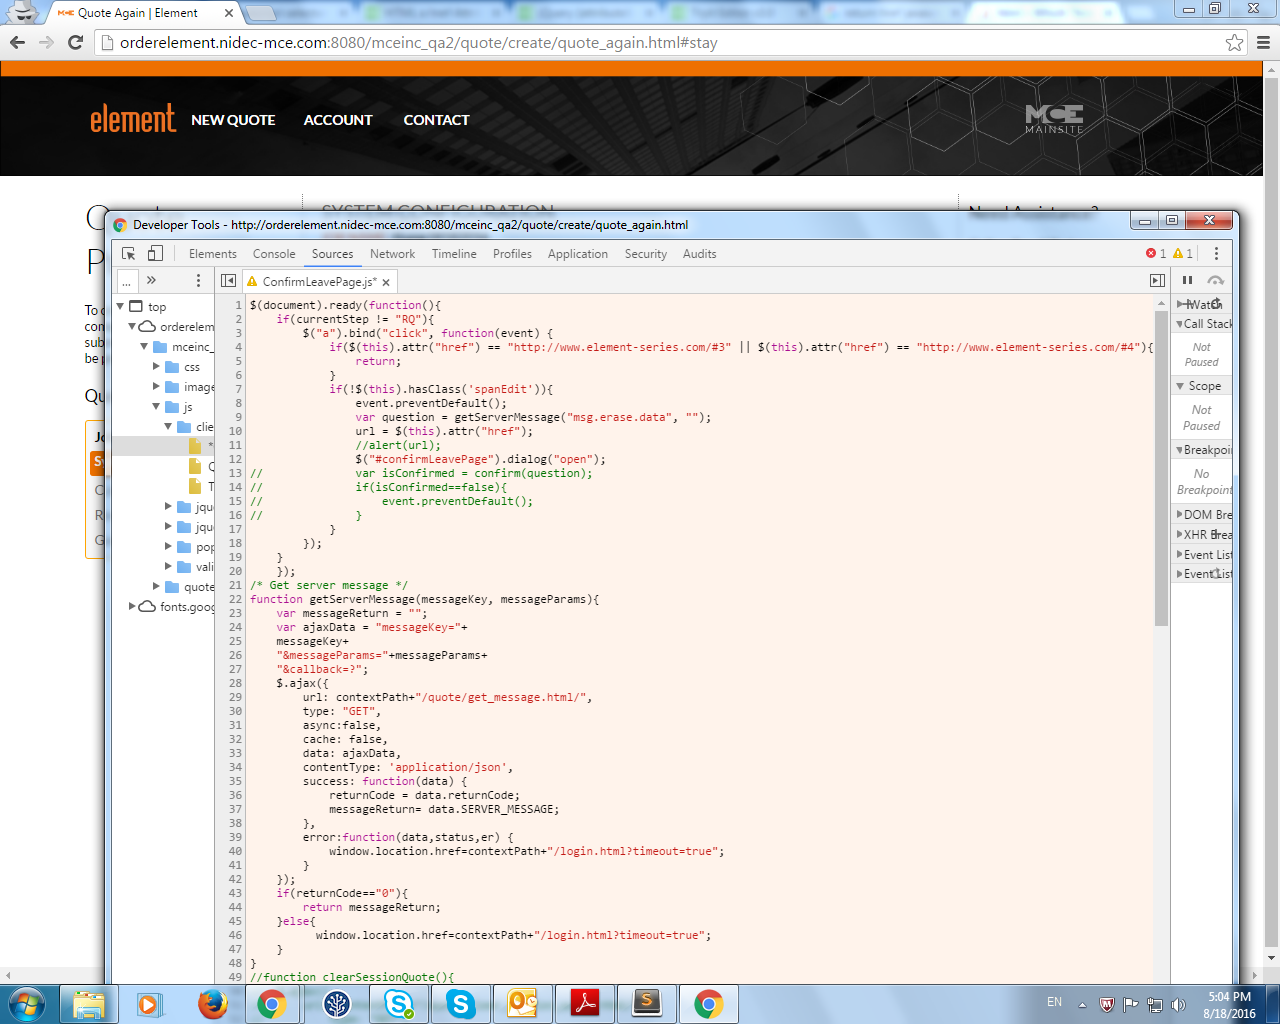 Quote Again | Element
orderelement.nidec-mce.com:8080/mceinc_qa2/quote/create/quote_again.html#stay
element NEW QUOTE ACCOUNT CONTACT
MCE
MAINSITE
SYSTEM CONFIGURATION
Need Assistance?
Developer Tools - http://orderelement.nidec-mce.com:8080/mceinc_qa2/quote/create/quote_again.html
Elements Console Sources Network Timeline Profiles Application Security Audits 1 1
... » ConfirmLeavePage.js*
top
orderelem
mceinc_
css
image
js
clie
*
Q
T
jqu
jqu
pop
vali
quote
fonts.goog
1 $(document).ready(function(){
2 if(currentStep != "RQ"){
3 $("a").bind("click", function(event) {
4 if($(this).attr("href") == "http://www.element-series.com/#3" || $(this).attr("href") == "http://www.element-series.com/#4"){
5 return;
6 }
7 if(!$(this).hasClass('spanEdit')){
8 event.preventDefault();
9 var question = getServerMessage("msg.erase.data", "");
10 url = $(this).attr("href");
11 //alert(url);
12 $("#confirmLeavePage").dialog("open");
13 // var isConfirmed = confirm(question);
14 // if(isConfirmed==false){
15 // event.preventDefault();
16 // }
17 }
18 });
19 }
20 });
21 /* Get server message */
22 function getServerMessage(messageKey, messageParams){
23 var messageReturn = "";
24 var ajaxData = "messageKey="+
25 messageKey+
26 "&messageParams="+messageParams+
27 "&callback=?";
28 $.ajax({
29 url: contextPath+"/quote/get_message.html/",
30 type: "GET",
31 async:false,
32 cache: false,
33 data: ajaxData,
34 contentType: 'application/json',
35 success: function(data) {
36 returnCode = data.returnCode;
37 messageReturn= data.SERVER_MESSAGE;
38 },
39 error:function(data,status,er) {
40 window.location.href=contextPath+"/login.html?timeout=true";
41 }
42 });
43 if(returnCode=="0"){
44 return messageReturn;
45 }else{
46 window.location.href=contextPath+"/login.html?timeout=true";
47 }
48 }
49 //function clearSessionQuote(){
Watch
Call Stack
Not
Paused
Scope
Not
Paused
Breakpoi
No
Breakpoint
DOM Bre
XHR Brea
Event List
Event List
EN
5:04 PM
8/18/2016